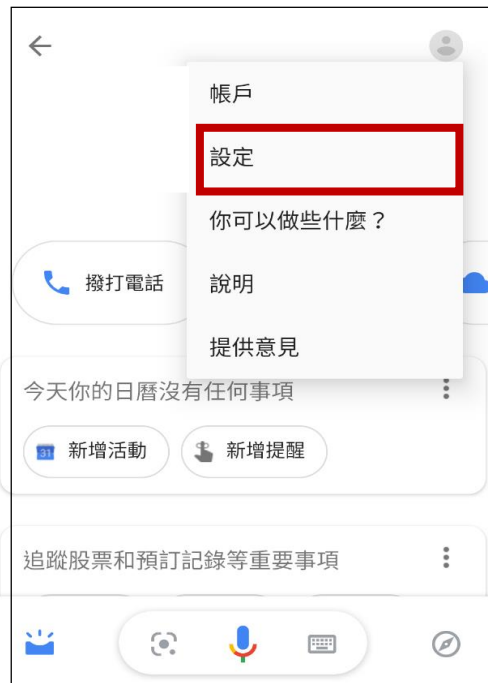 帳戶
設定
你可以做些什麼？
說明
提供意見
撥打電話
今天你的日曆沒有任何事項
31
新增活動
新增提醒
追蹤股票和預訂記錄等重要事項